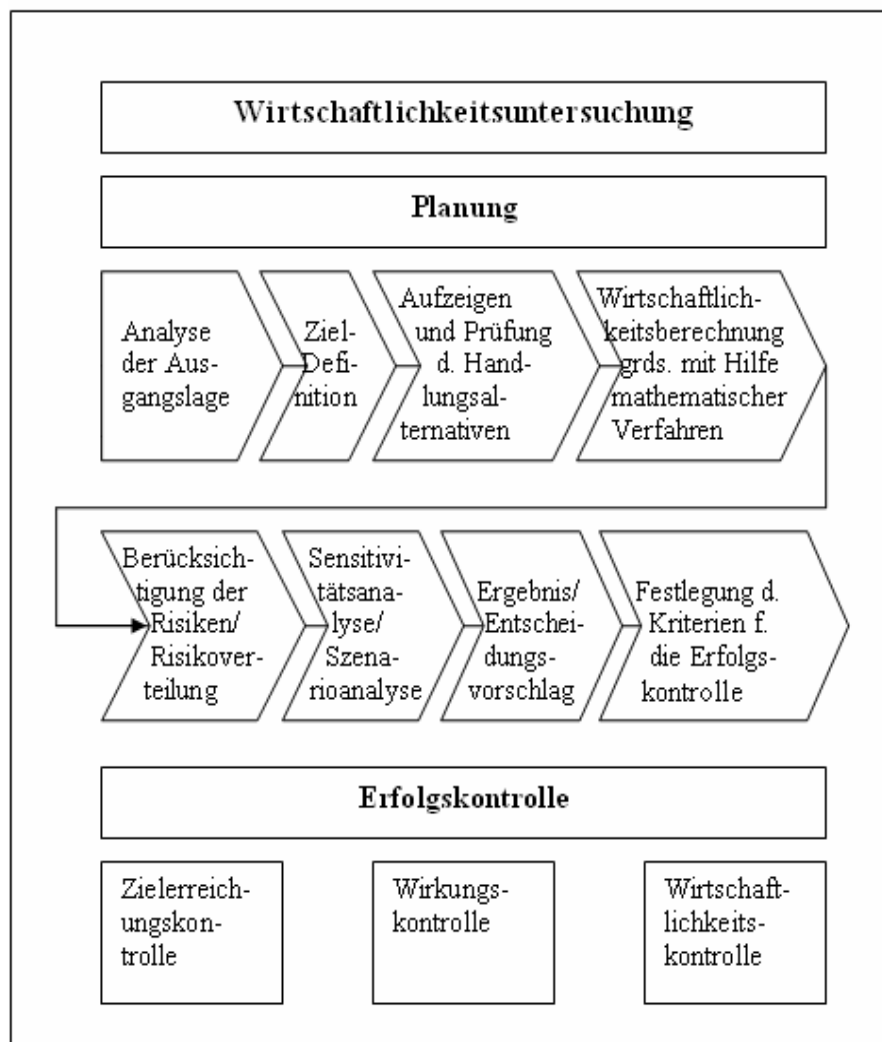 Wirtschaftlichkeitsuntersuchung
Planung
Analyse
der Aus-
gangslage
Ziel-
Defi-
nition
Aufzeigen
und Prüfung
d. Hand-
lungsal-
ternativen
Wirtschaftlich-
keitsberechnung
grds. mit Hilfe
mathematischer
Verfahren
Berücksich-
tigung der
Risiken/
Risikover-
teilung
Sensitivi-
tätsana-
lyse/
Szena-
rioanalyse
Ergebnis/
Entschei-
dungs-
vorschlag
Festlegung d.
Kriterien f.
die Erfolgs-
kontrolle
Erfolgskontrolle
Zielerreich-
ungskon-
trolle
Wirkungs-
kontrolle
Wirtschaft-
lichkeits-
kontrolle